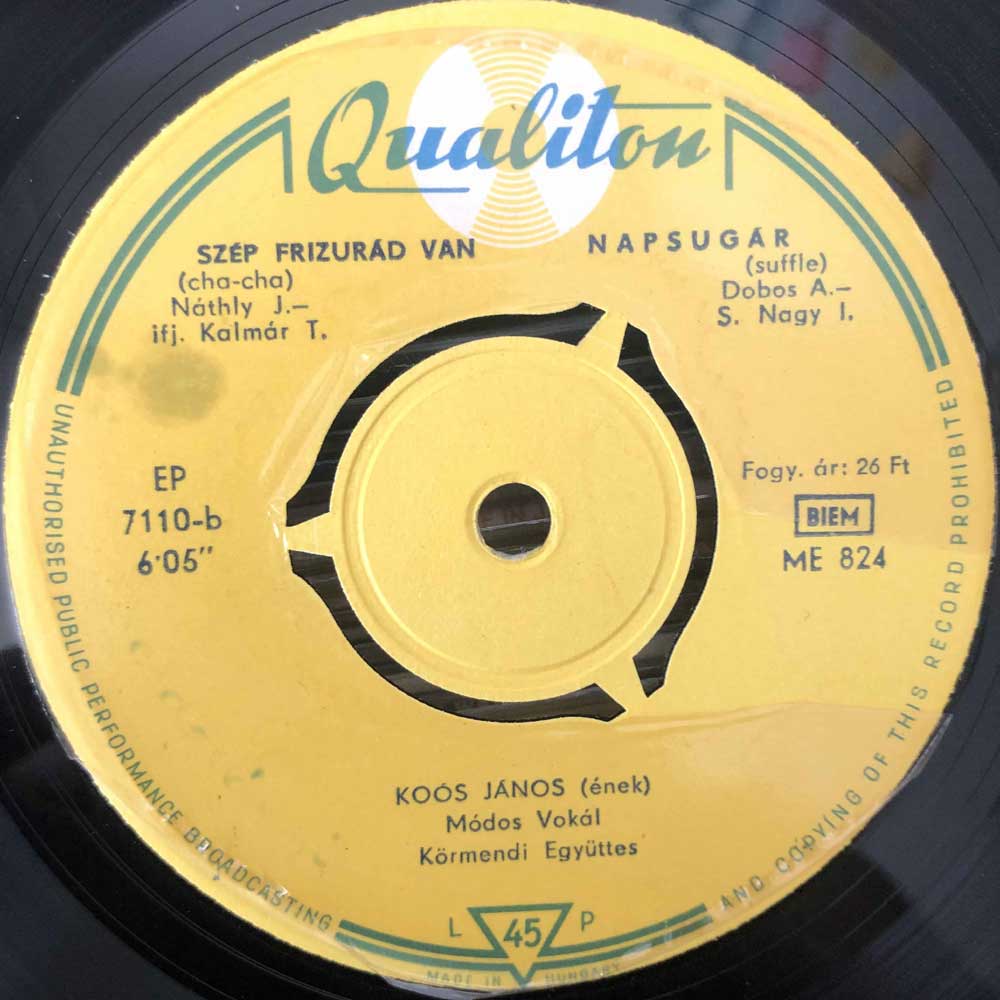 Qualiton
SZÉP FRIZURÁD VAN
(cha-cha)
Náthly J.–
ifj. Kalmár T.
NAPSUGÁR
(suffle)
Dobos A.–
S. Nagy I.
EP
7110-b
6·05"
Fogy. ár: 26 Ft
BIEM
ME 824
KOÓS JÁNOS (ének)
Módos Vokál
Körmendi Együttes
UNAUTHORISED PUBLIC PERFORMANCE BROADCASTING
AND COPYING OF THIS RECORD PROHIBITED
L 45 P
MADE IN HUNGARY